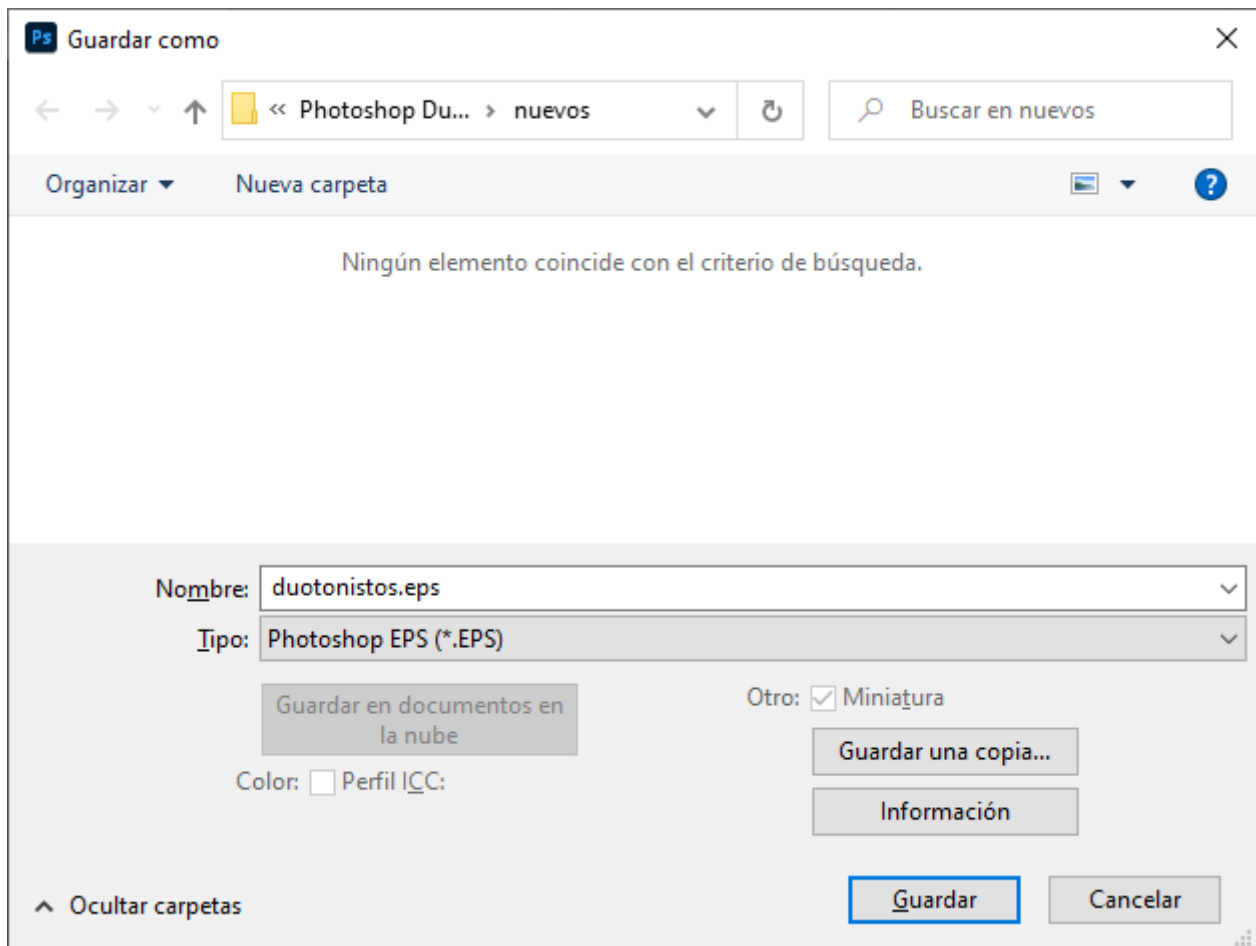 Ps Guardar como
« Photoshop Du... > nuevos
Buscar en nuevos
Organizar
Nueva carpeta
?
Ningún elemento coincide con el criterio de búsqueda.
Nombre: duotonistos.eps
Tipo: Photoshop EPS (*.EPS)
Guardar en documentos en
la nube
Otro: Miniatura
Guardar una copia...
Color: Perfil ICC:
Información
Ocultar carpetas
Guardar
Cancelar